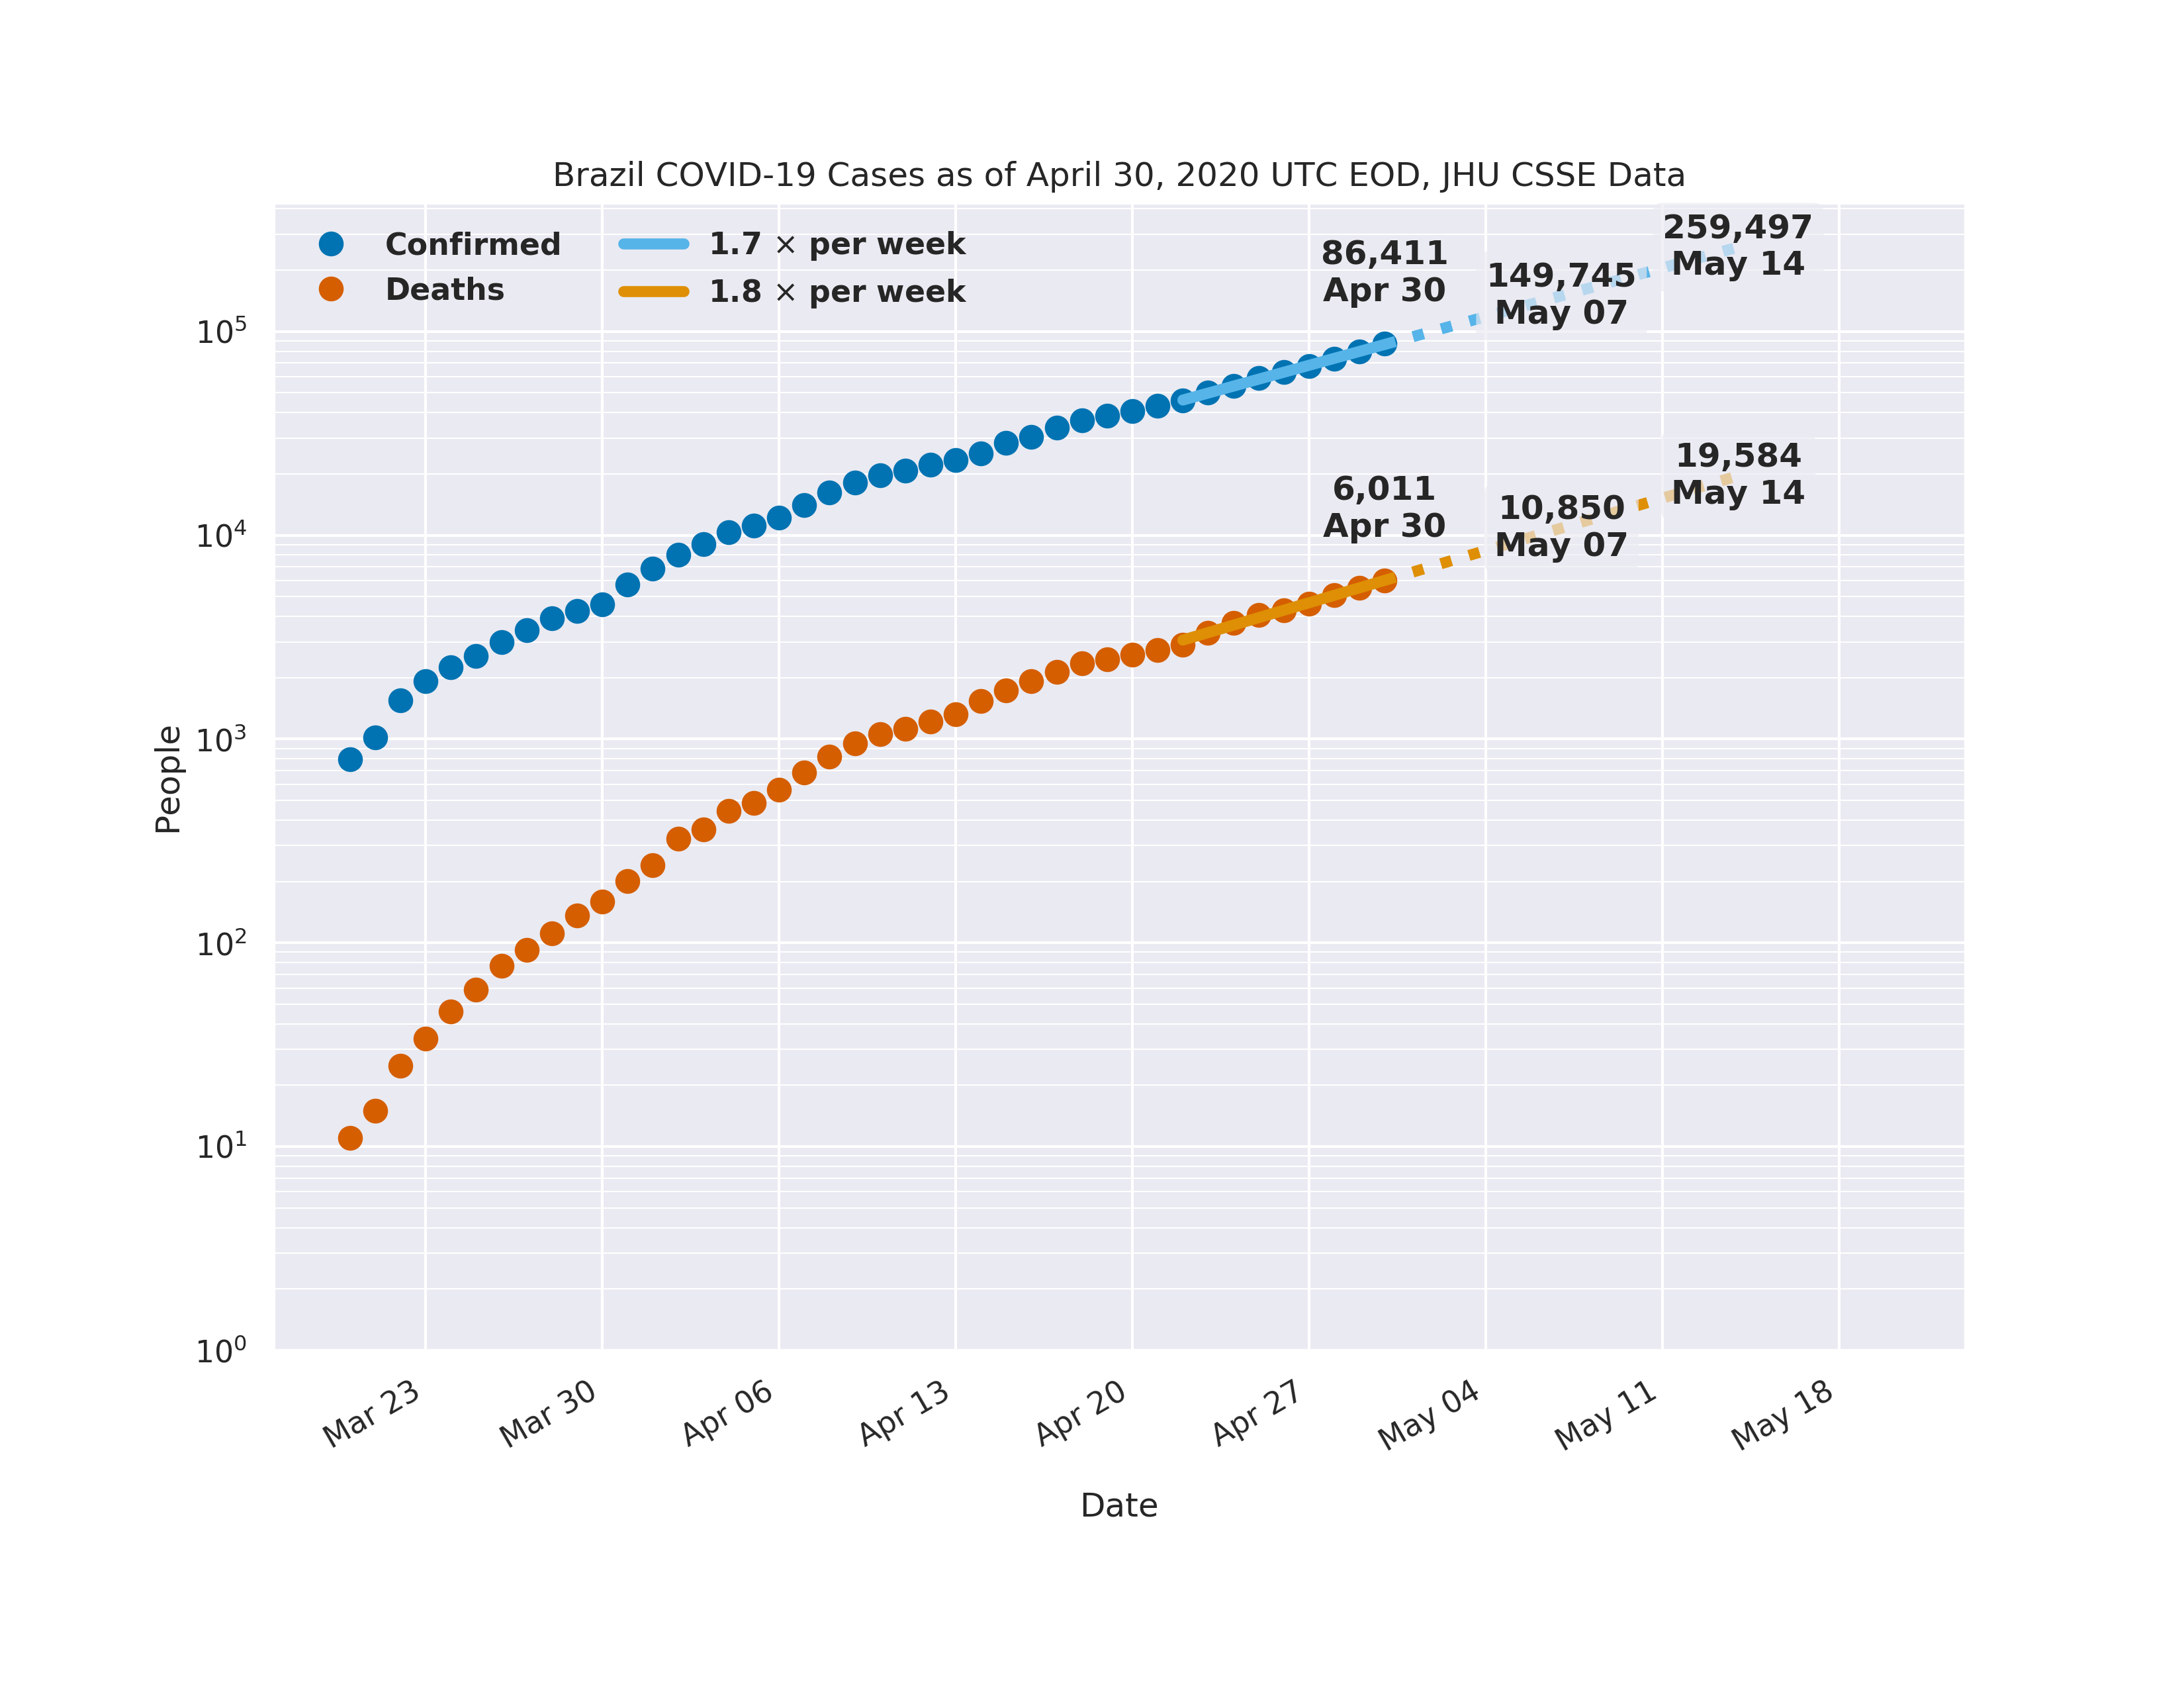 Brazil COVID-19 Cases as of April 30, 2020 UTC EOD, JHU CSSE Data
Confirmed
Deaths
1.7 × per week
1.8 × per week
86,411
Apr 30
149,745
May 07
259,497
May 14
6,011
Apr 30
10,850
May 07
19,584
May 14
People
10⁵
10⁴
10³
10²
10¹
10⁰
Mar 23
Mar 30
Apr 06
Apr 13
Apr 20
Apr 27
May 04
May 11
May 18
Date